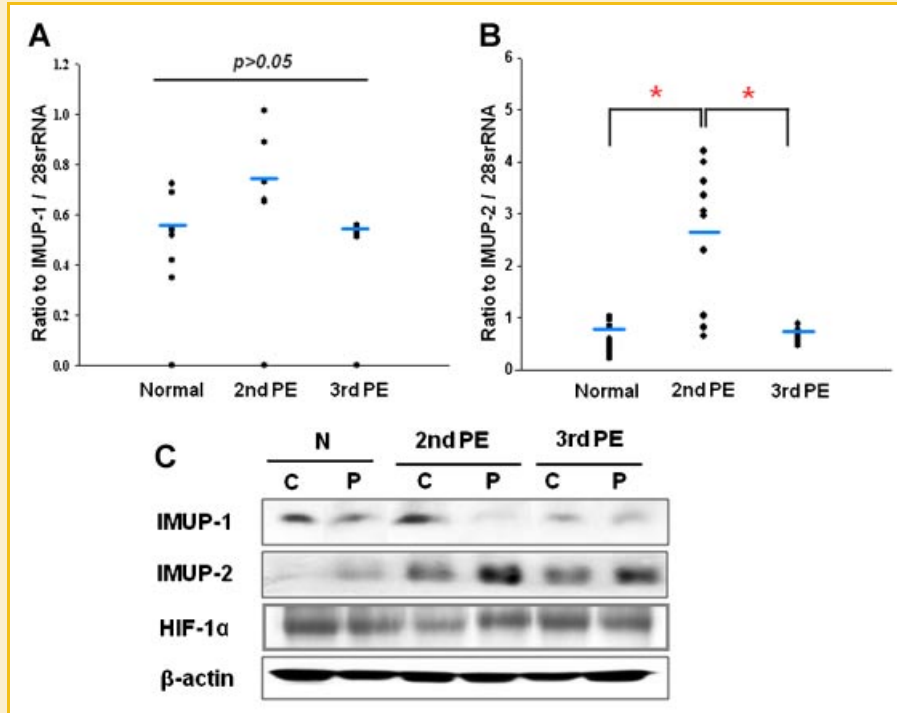 A
Ratio to IMUP-1 / 28srRNA
1.2
1.0
0.8
0.6
0.4
0.2
0.0
p>0.05
Normal 2nd PE 3rd PE
B
Ratio to IMUP-2 / 28srRNA
6
5
4
3
2
1
0
* *
Normal 2nd PE 3rd PE
C
N 2nd PE 3rd PE
C P C P C P
IMUP-1
IMUP-2
HIF-1α
β-actin